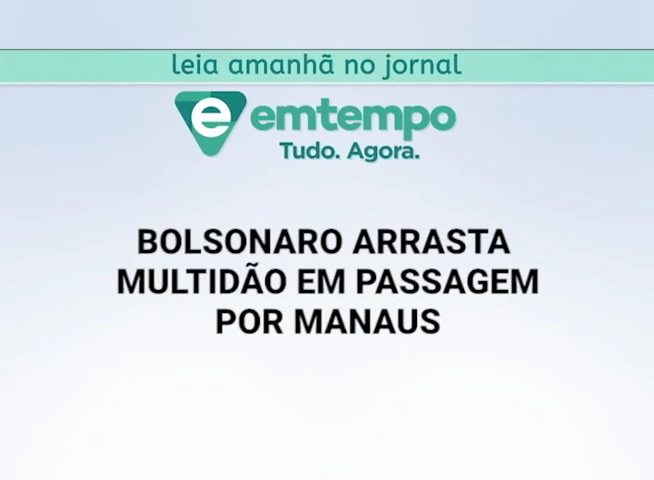 leia amanhã no jornal
e emtempo
Tudo. Agora.
BOLSONARO ARRASTA
MULTIDÃO EM PASSAGEM
POR MANAUS